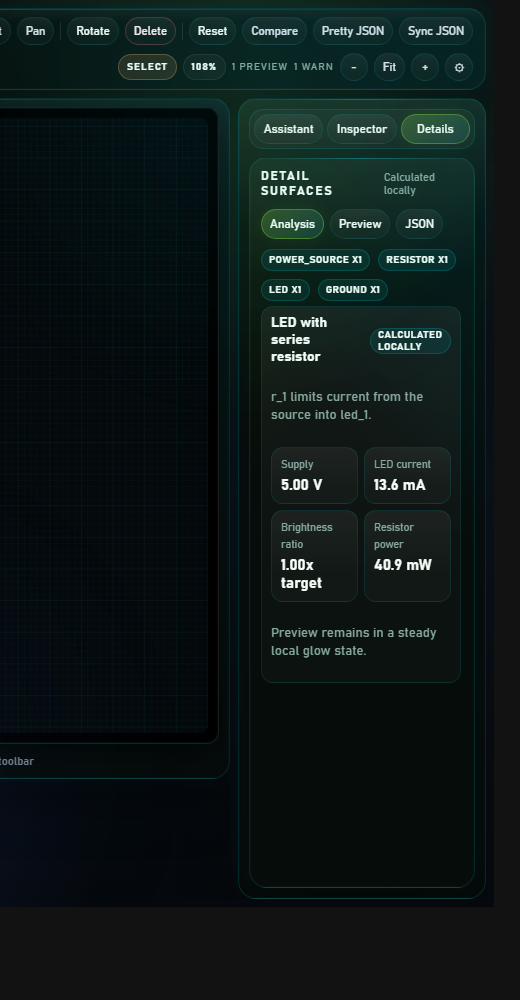 t Pan Rotate Delete Reset Compare Pretty JSON Sync JSON
SELECT 108% 1 PREVIEW 1 WARN - Fit +
Assistant Inspector Details
DETAIL
SURFACES
Calculated
locally
Analysis Preview JSON
POWER_SOURCE X1 RESISTOR X1
LED X1 GROUND X1
LED with
series
resistor
CALCULATED
LOCALLY
r_1 limits current from the
source into led_1.
Supply
5.00 V
LED current
13.6 mA
Brightness
ratio
1.00x
target
Resistor
power
40.9 mW
Preview remains in a steady
local glow state.
toolbar